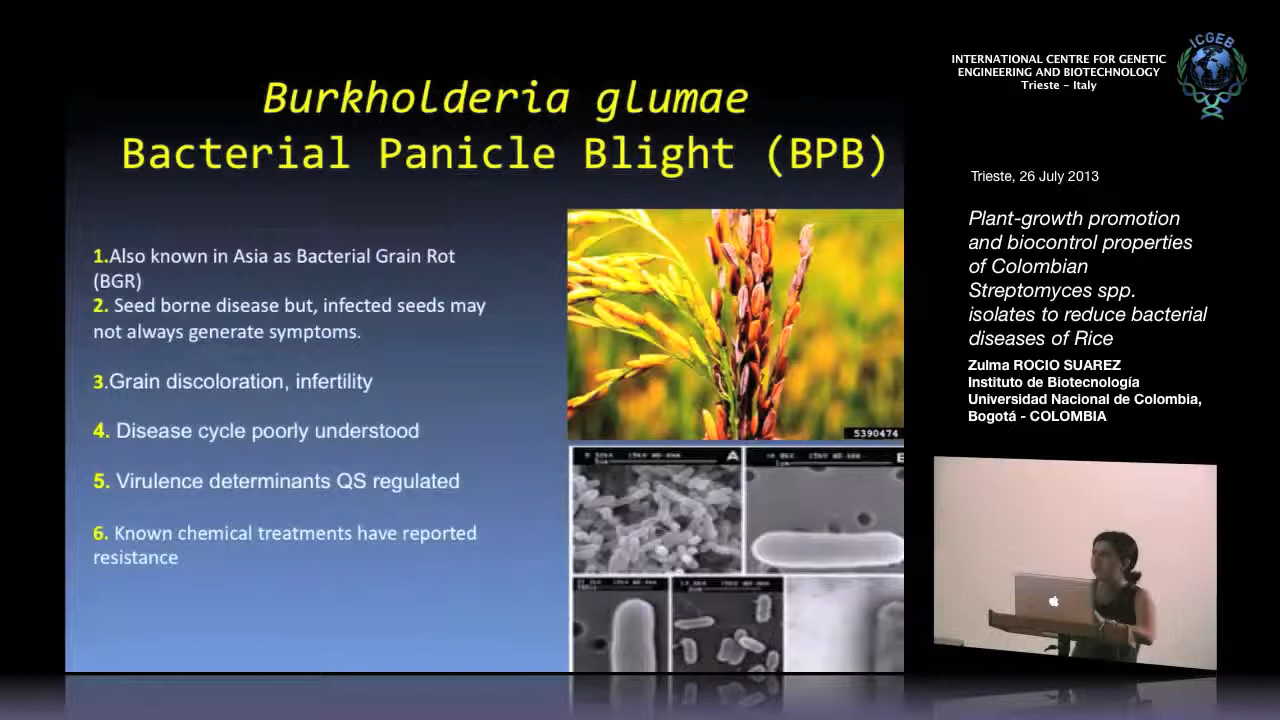 Burkholderia glumae
Bacterial Panicle Blight (BPB)
1.Also known in Asia as Bacterial Grain Rot
(BGR)
2. Seed borne disease but, infected seeds may
not always generate symptoms.
3.Grain discoloration, infertility
4. Disease cycle poorly understood
5. Virulence determinants QS regulated
6. Known chemical treatments have reported
resistance
5390474
A
INTERNATIONAL CENTRE FOR GENETIC
ENGINEERING AND BIOTECHNOLOGY
Trieste - Italy
ICGEB
Trieste, 26 July 2013
Plant-growth promotion
and biocontrol properties
of Colombian
Streptomyces spp.
isolates to reduce bacterial
diseases of Rice
Zulma ROCIO SUAREZ
Instituto de Biotecnología
Universidad Nacional de Colombia,
Bogotá - COLOMBIA